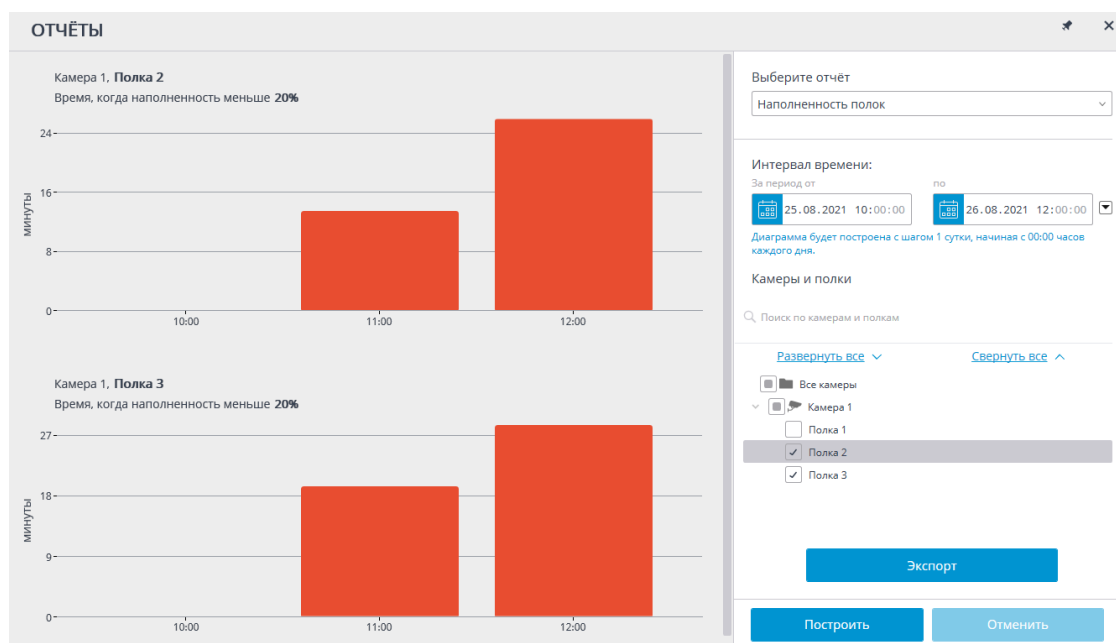 ОТЧЁТЫ
Камера 1, Полка 2
Время, когда наполненность меньше 20%
минуты
24
16
8
0
10:00
11:00
12:00
Камера 1, Полка 3
Время, когда наполненность меньше 20%
минуты
27
18
9
0
10:00
11:00
12:00
Выберите отчёт
Наполненность полок
Интервал времени:
За период от
по
25.08.2021 10:00:00
26.08.2021 12:00:00
Диаграмма будет построена с шагом 1 сутки, начиная с 00:00 часов
каждого дня.
Камеры и полки
Поиск по камерам и полкам
Развернуть все
Свернуть все
Все камеры
Камера 1
Полка 1
Полка 2
Полка 3
Экспорт
Построить
Отменить